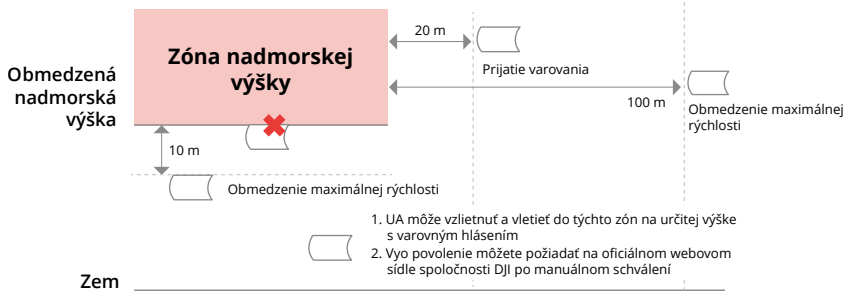 Zóna nadmorskej
výšky
Obmedzená
nadmorská
výška
20 m
Prijatie varovania
100 m
Obmedzenie maximálnej
rýchlosti
10 m
Obmedzenie maximálnej rýchlosti
1. UA môže vzlietnuť a vletieť do týchto zón na určitej výške
s varovným hlásením
2. Vyo povolenie môžete požiadať na oficiálnom webovom
sídle spoločnosti DJI po manuálnom schválení
Zem